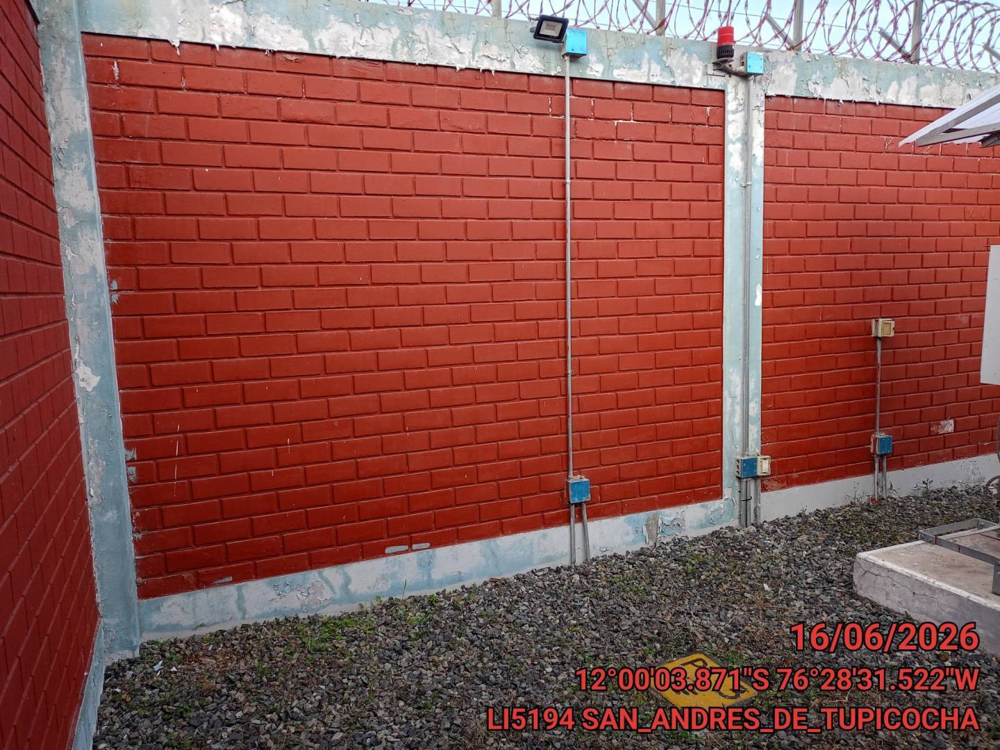 16/06/2026
12°00'03.871"S 76°28'31.522"W
LI5194 SAN_ANDRES_DE_TUPICOCHA